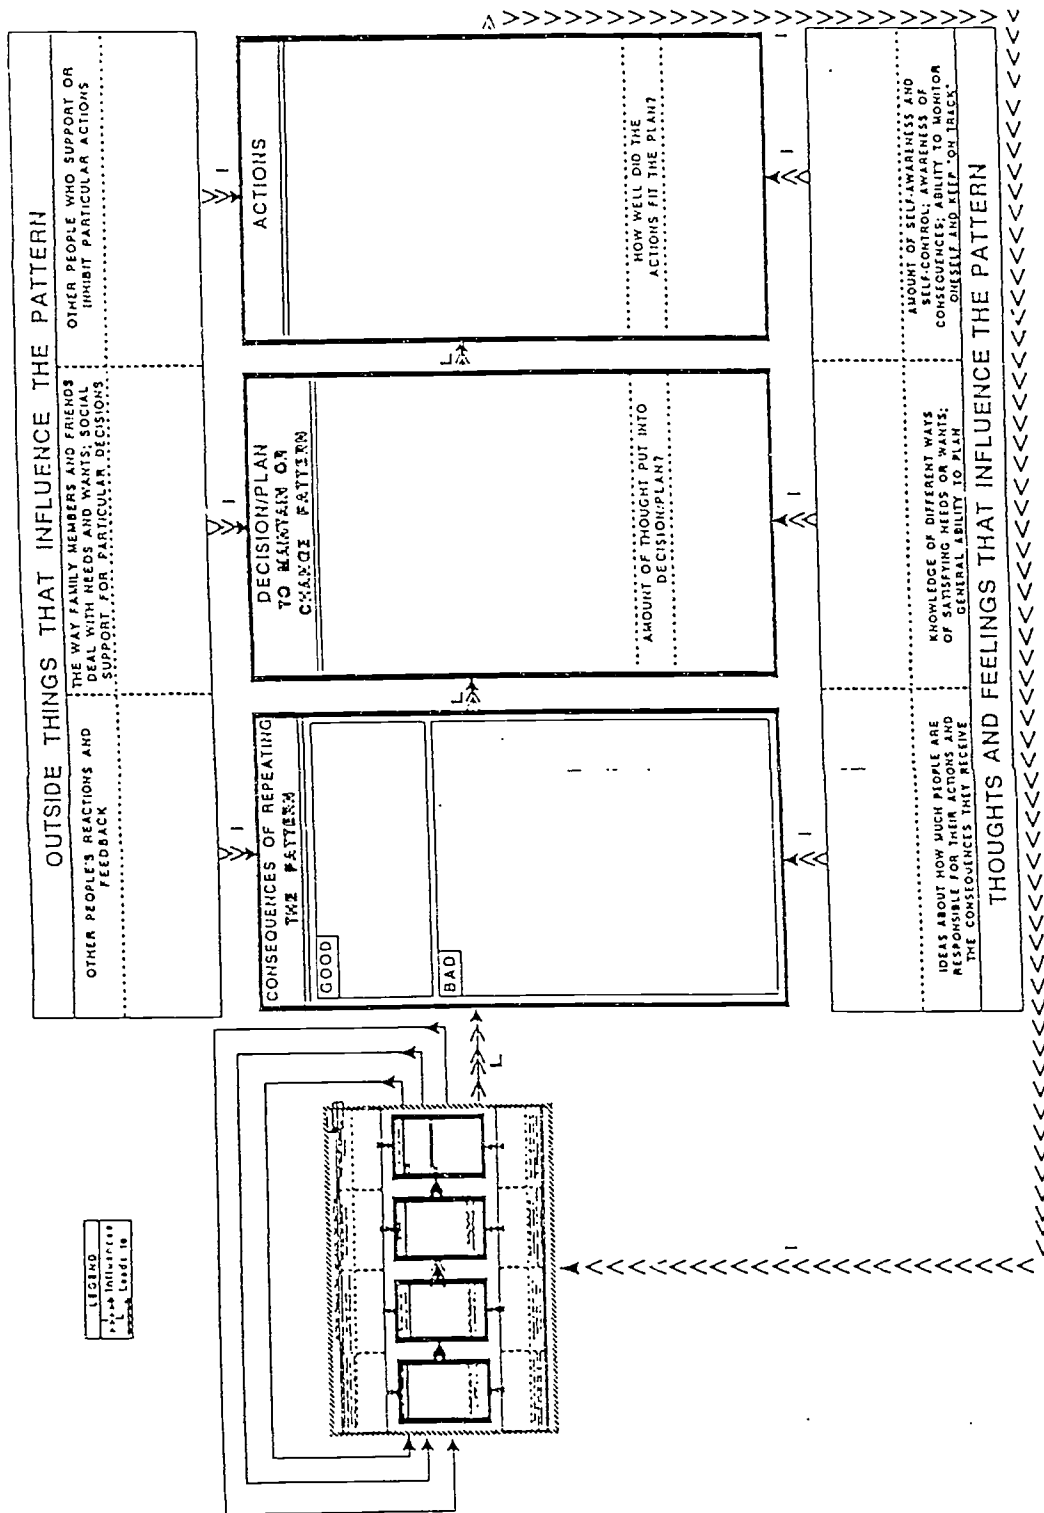 OUTSIDE THINGS THAT INFLUENCE THE PATTERN
OTHER PEOPLE'S REACTIONS AND
FEEDBACK
THE WAY FAMILY MEMBERS AND FRIENDS
DEAL WITH NEEDS AND WANTS; SOCIAL
SUPPORT FOR PARTICULAR DECISIONS
OTHER PEOPLE WHO SUPPORT OR
INHIBIT PARTICULAR ACTIONS
I
I
I
LEGEND
I
Influences
L
Leads to
CONSEQUENCES OF REPEATING
THE PATTERN
GOOD
BAD
L
DECISION/PLAN
TO MAINTAIN OR
CHANGE PATTERN
AMOUNT OF THOUGHT PUT INTO
DECISION/PLAN?
L
ACTIONS
HOW WELL DID THE
ACTIONS FIT THE PLAN?
L
I
I
I
I
IDEAS ABOUT HOW MUCH PEOPLE ARE
RESPONSIBLE FOR THEIR ACTIONS AND
THE CONSEQUENCES THEY RECEIVE
KNOWLEDGE OF DIFFERENT WAYS
OF SATISFYING NEEDS OR WANTS;
GENERAL ABILITY TO PLAN
AMOUNT OF SELF-AWARENESS AND
SELF-CONTROL; AWARENESS OF
CONSEQUENCES; ABILITY TO MONITOR
ONESELF AND KEEP "ON TRACK"
THOUGHTS AND FEELINGS THAT INFLUENCE THE PATTERN